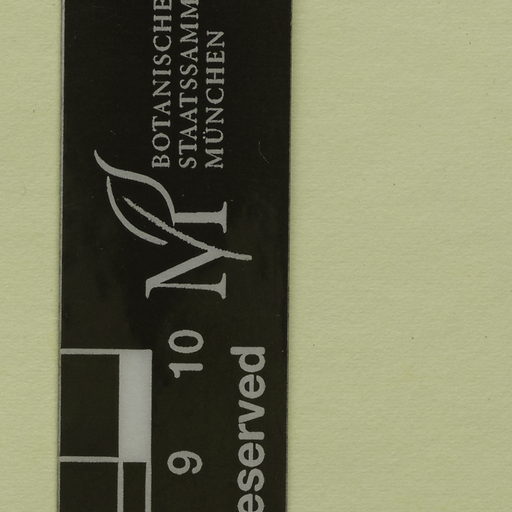 BOTANISCHE
STAATSSAMM
MÜNCHEN
M
9 10
eserved